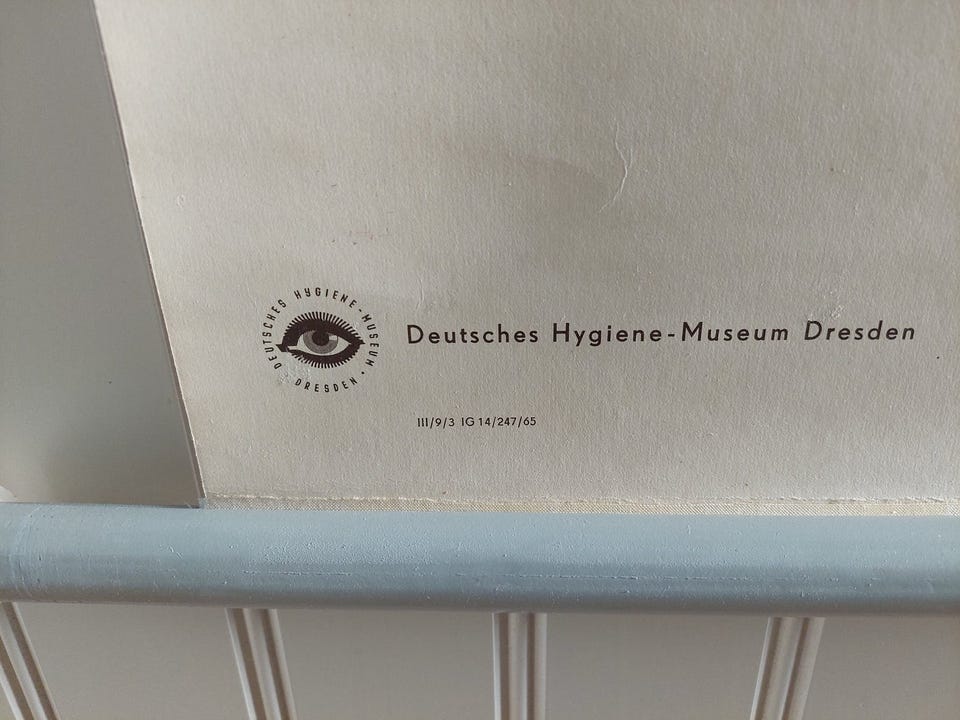 DEUTSCHES HYGIENE-MUSEUM · DRESDEN ·
Deutsches Hygiene-Museum Dresden
III/9/3 IG 14/247/65